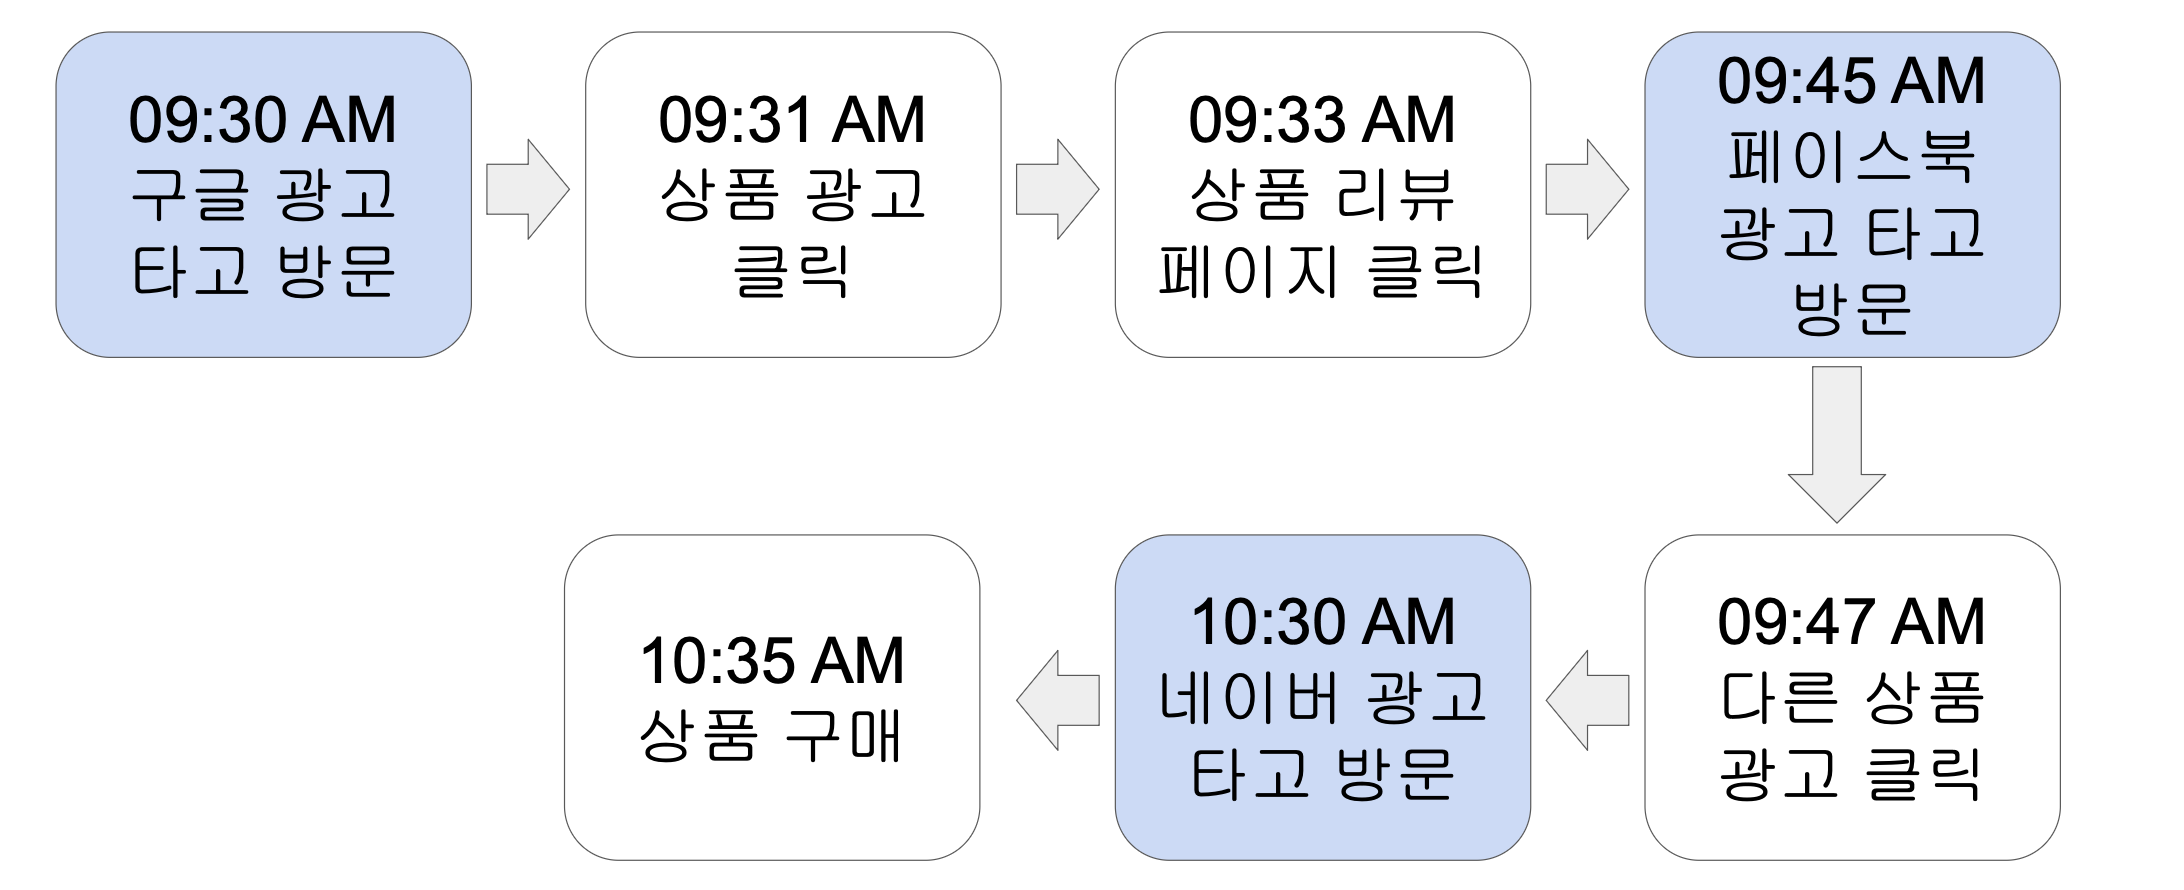 09:30 AM
구글 광고
타고 방문
09:31 AM
상품 광고
클릭
09:33 AM
상품 리뷰
페이지 클릭
09:45 AM
페이스북
광고 타고
방문
09:47 AM
다른 상품
광고 클릭
10:30 AM
네이버 광고
타고 방문
10:35 AM
상품 구매